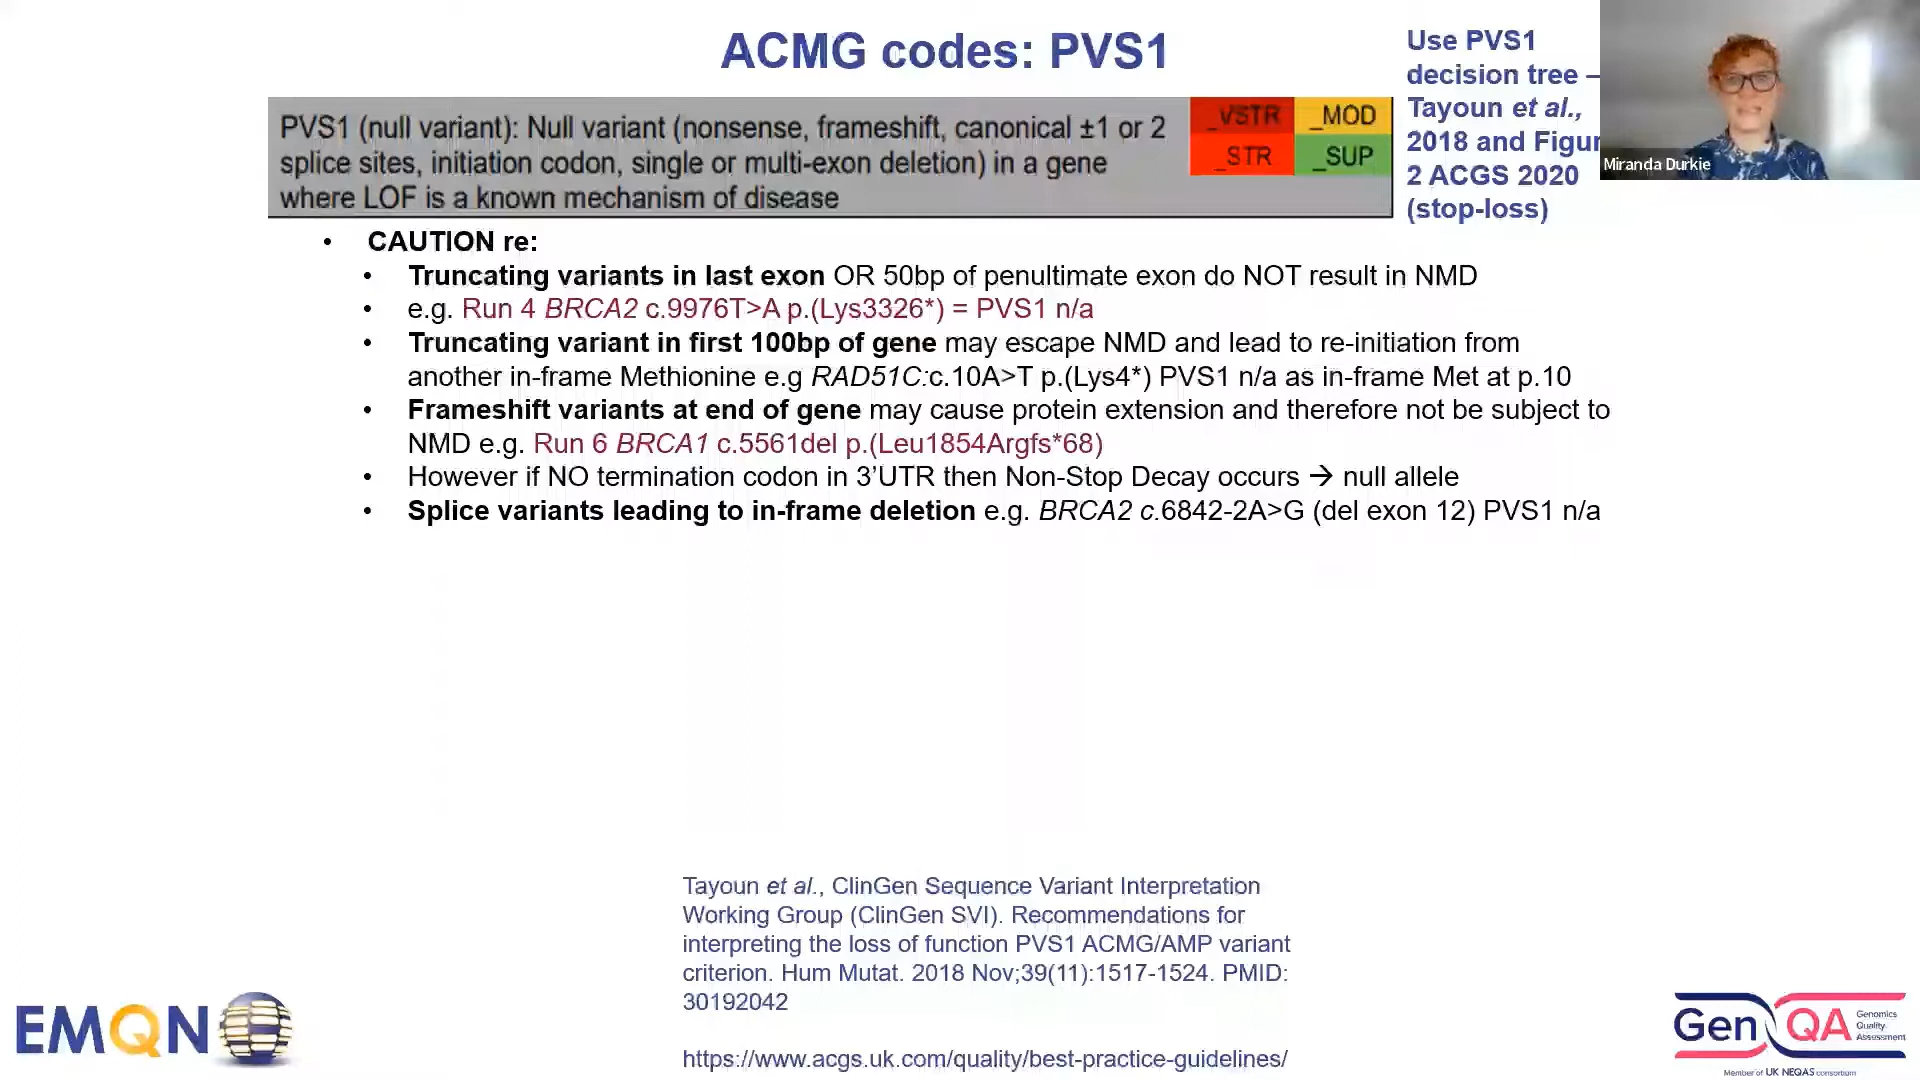 ACMG codes: PVS1
Use PVS1
decision tree –
Tayoun et al.,
2018 and Figur
2 ACGS 2020
(stop-loss)
Miranda Durkie
PVS1 (null variant): Null variant (nonsense, frameshift, canonical ±1 or 2
splice sites, initiation codon, single or multi-exon deletion) in a gene
where LOF is a known mechanism of disease
_VSTR _MOD
_STR _SUP
• CAUTION re:
• Truncating variants in last exon OR 50bp of penultimate exon do NOT result in NMD
• e.g. Run 4 BRCA2 c.9976T>A p.(Lys3326*) = PVS1 n/a
• Truncating variant in first 100bp of gene may escape NMD and lead to re-initiation from
another in-frame Methionine e.g RAD51C:c.10A>T p.(Lys4*) PVS1 n/a as in-frame Met at p.10
• Frameshift variants at end of gene may cause protein extension and therefore not be subject to
NMD e.g. Run 6 BRCA1 c.5561del p.(Leu1854Argfs*68)
• However if NO termination codon in 3’UTR then Non-Stop Decay occurs → null allele
• Splice variants leading to in-frame deletion e.g. BRCA2 c.6842-2A>G (del exon 12) PVS1 n/a
Tayoun et al., ClinGen Sequence Variant Interpretation
Working Group (ClinGen SVI). Recommendations for
interpreting the loss of function PVS1 ACMG/AMP variant
criterion. Hum Mutat. 2018 Nov;39(11):1517-1524. PMID:
30192042
https://www.acgs.uk.com/quality/best-practice-guidelines/
EMQN
GenQA
Genomics
Quality
Assessment
Member of UK NEQAS consortium